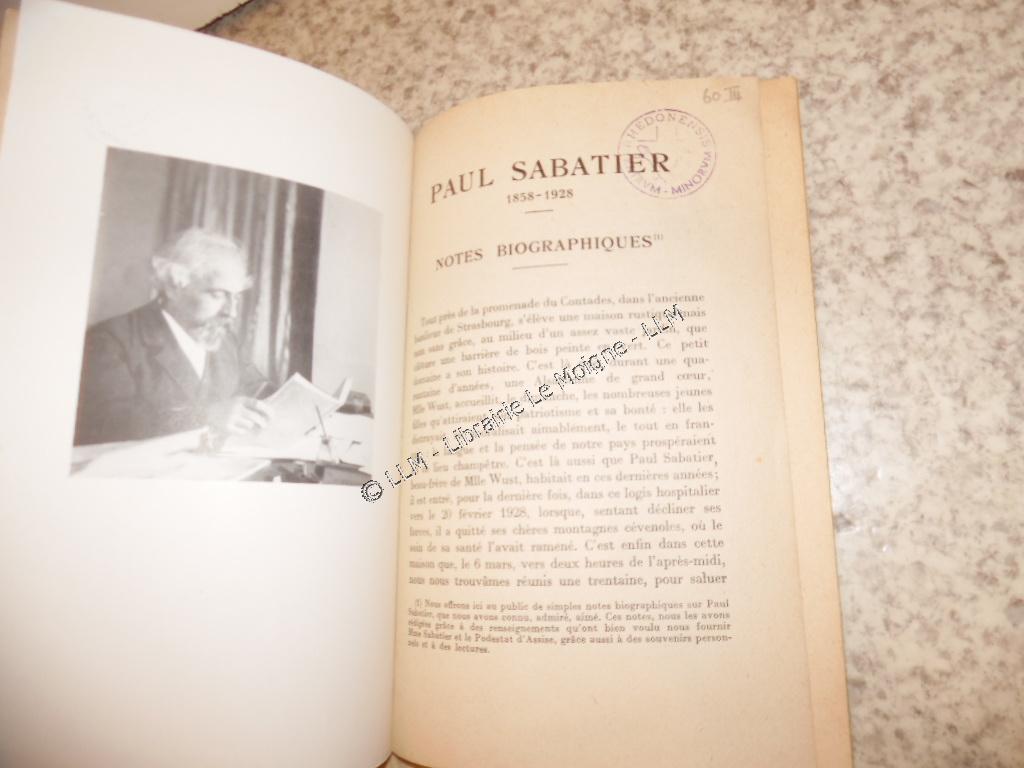 60 III
HEDONENSIS
RVM - MINORVM
PAUL SABATIER
1858-1928
NOTES BIOGRAPHIQUES(1)
Tout près de la promenade du Contades, dans l'ancienne
banlieue de Strasbourg, s'élève une maison rustique mais
non sans grâce, au milieu d'un assez vaste que
clôture une barrière de bois peinte en vert. Ce petit
domaine a son histoire. C'est là durant une qua-
rantaine d'années, une de grand cœur,
Mlle Wust, accueillit, le dimanche, les nombreuses jeunes
filles qu'attiraient patriotisme et sa bonté : elle les
aimablement, le tout en fran-
et la pensée de notre pays prospéraient
lieu champêtre. C'est là aussi que Paul Sabatier,
beau-frère de Mlle Wust, habitait en ces dernières années;
il est entré, pour la dernière fois, dans ce logis hospitalier
vers le 20 février 1928, lorsque, sentant décliner ses
forces, il a quitté ses chères montagnes cévenoles, où le
soin de sa santé l'avait ramené. C'est enfin dans cette
maison que, le 6 mars, vers deux heures de l'après-midi,
nous nous trouvâmes réunis une trentaine, pour saluer
(1) Nous offrons ici au public de simples notes biographiques sur Paul
Sabatier, que nous avons connu, admiré, aimé. Ces notes, nous les avons
rédigées grâce à des renseignements qu'ont bien voulu nous fournir
Mme Sabatier et le Podestat d'Assise, grâce aussi à des souvenirs person-
nels et à des lectures.
© LLM - Librairie Le Moigne - LLM